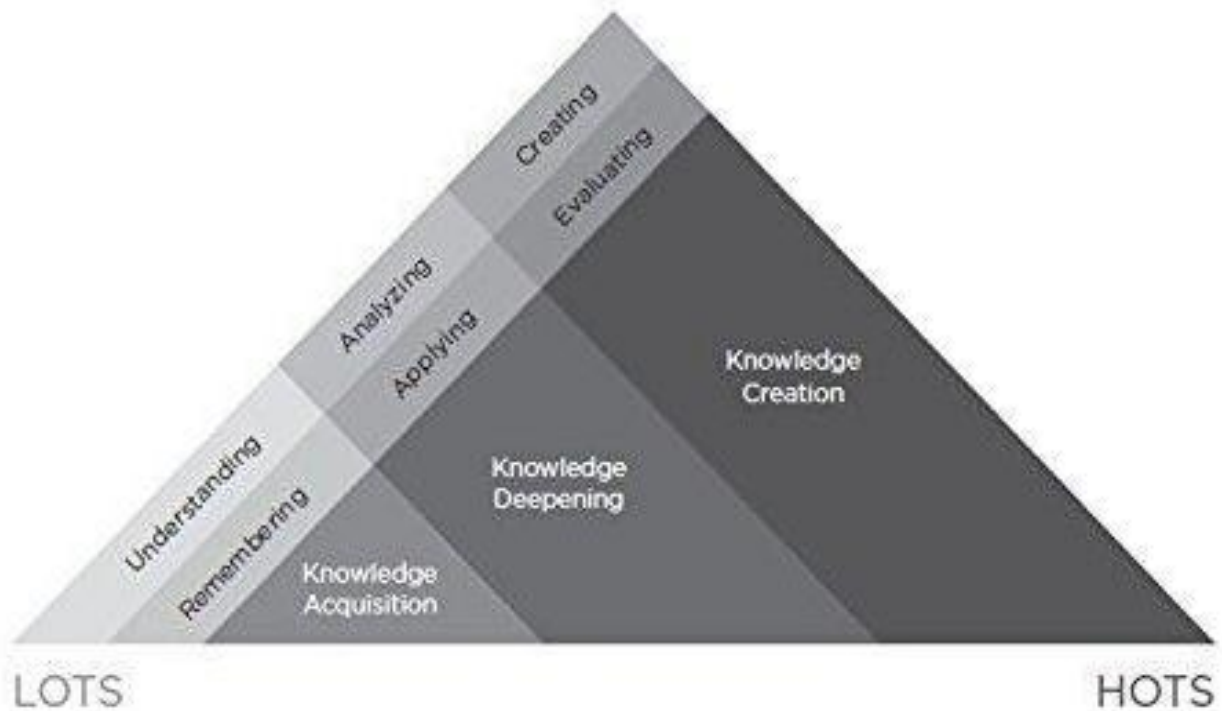 Creating
Evaluating
Analyzing
Applying
Understanding
Remembering
Knowledge
Creation
Knowledge
Deepening
Knowledge
Acquisition
LOTS
HOTS